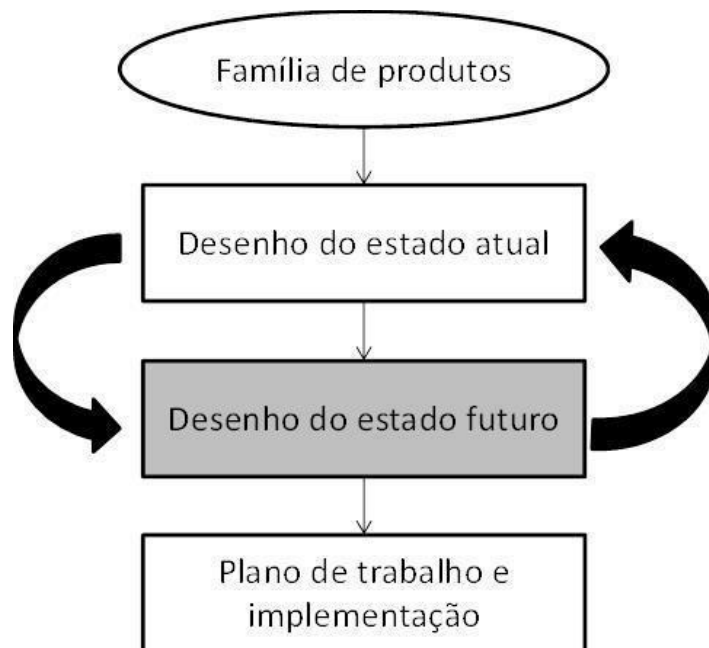 Família de produtos
Desenho do estado atual
Desenho do estado futuro
Plano de trabalho e
implementação